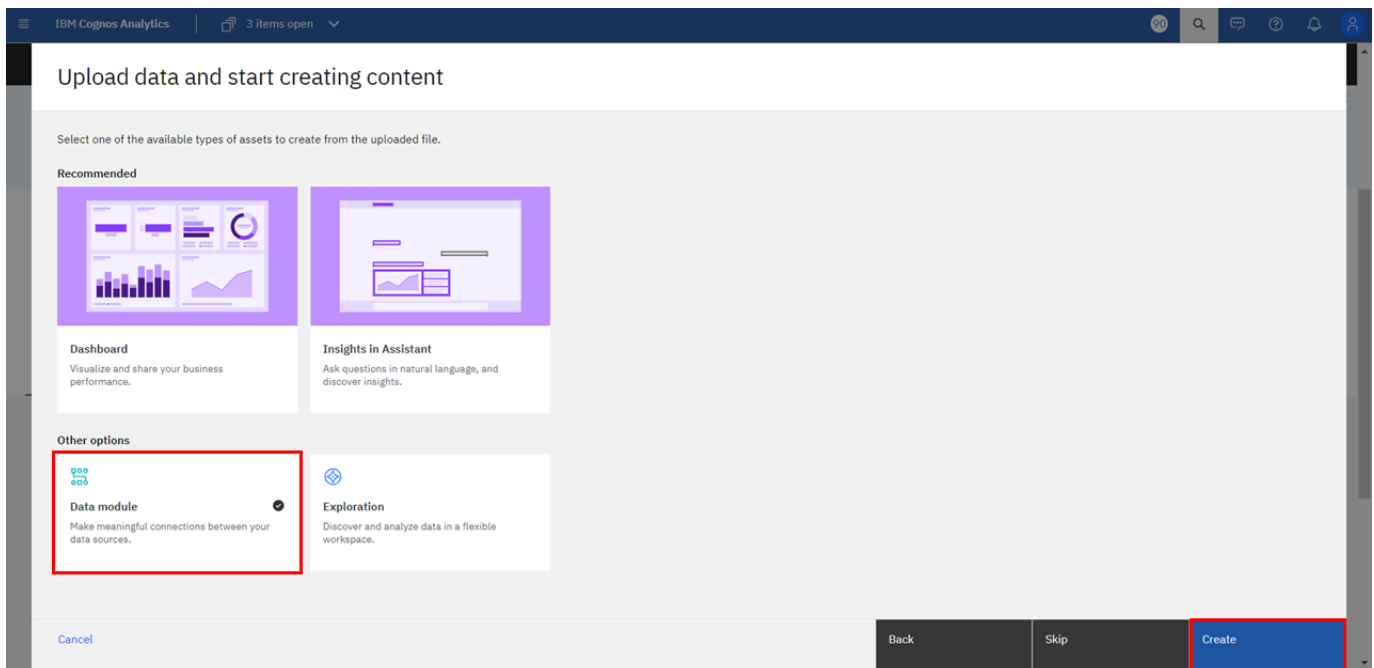 IBM Cognos Analytics
3 items open
90
Upload data and start creating content
Select one of the available types of assets to create from the uploaded file.
Recommended
Dashboard
Visualize and share your business
performance.
Insights in Assistant
Ask questions in natural language, and
discover insights.
Other options
Data module
Make meaningful connections between your
data sources.
Exploration
Discover and analyze data in a flexible
workspace.
Cancel
Back
Skip
Create